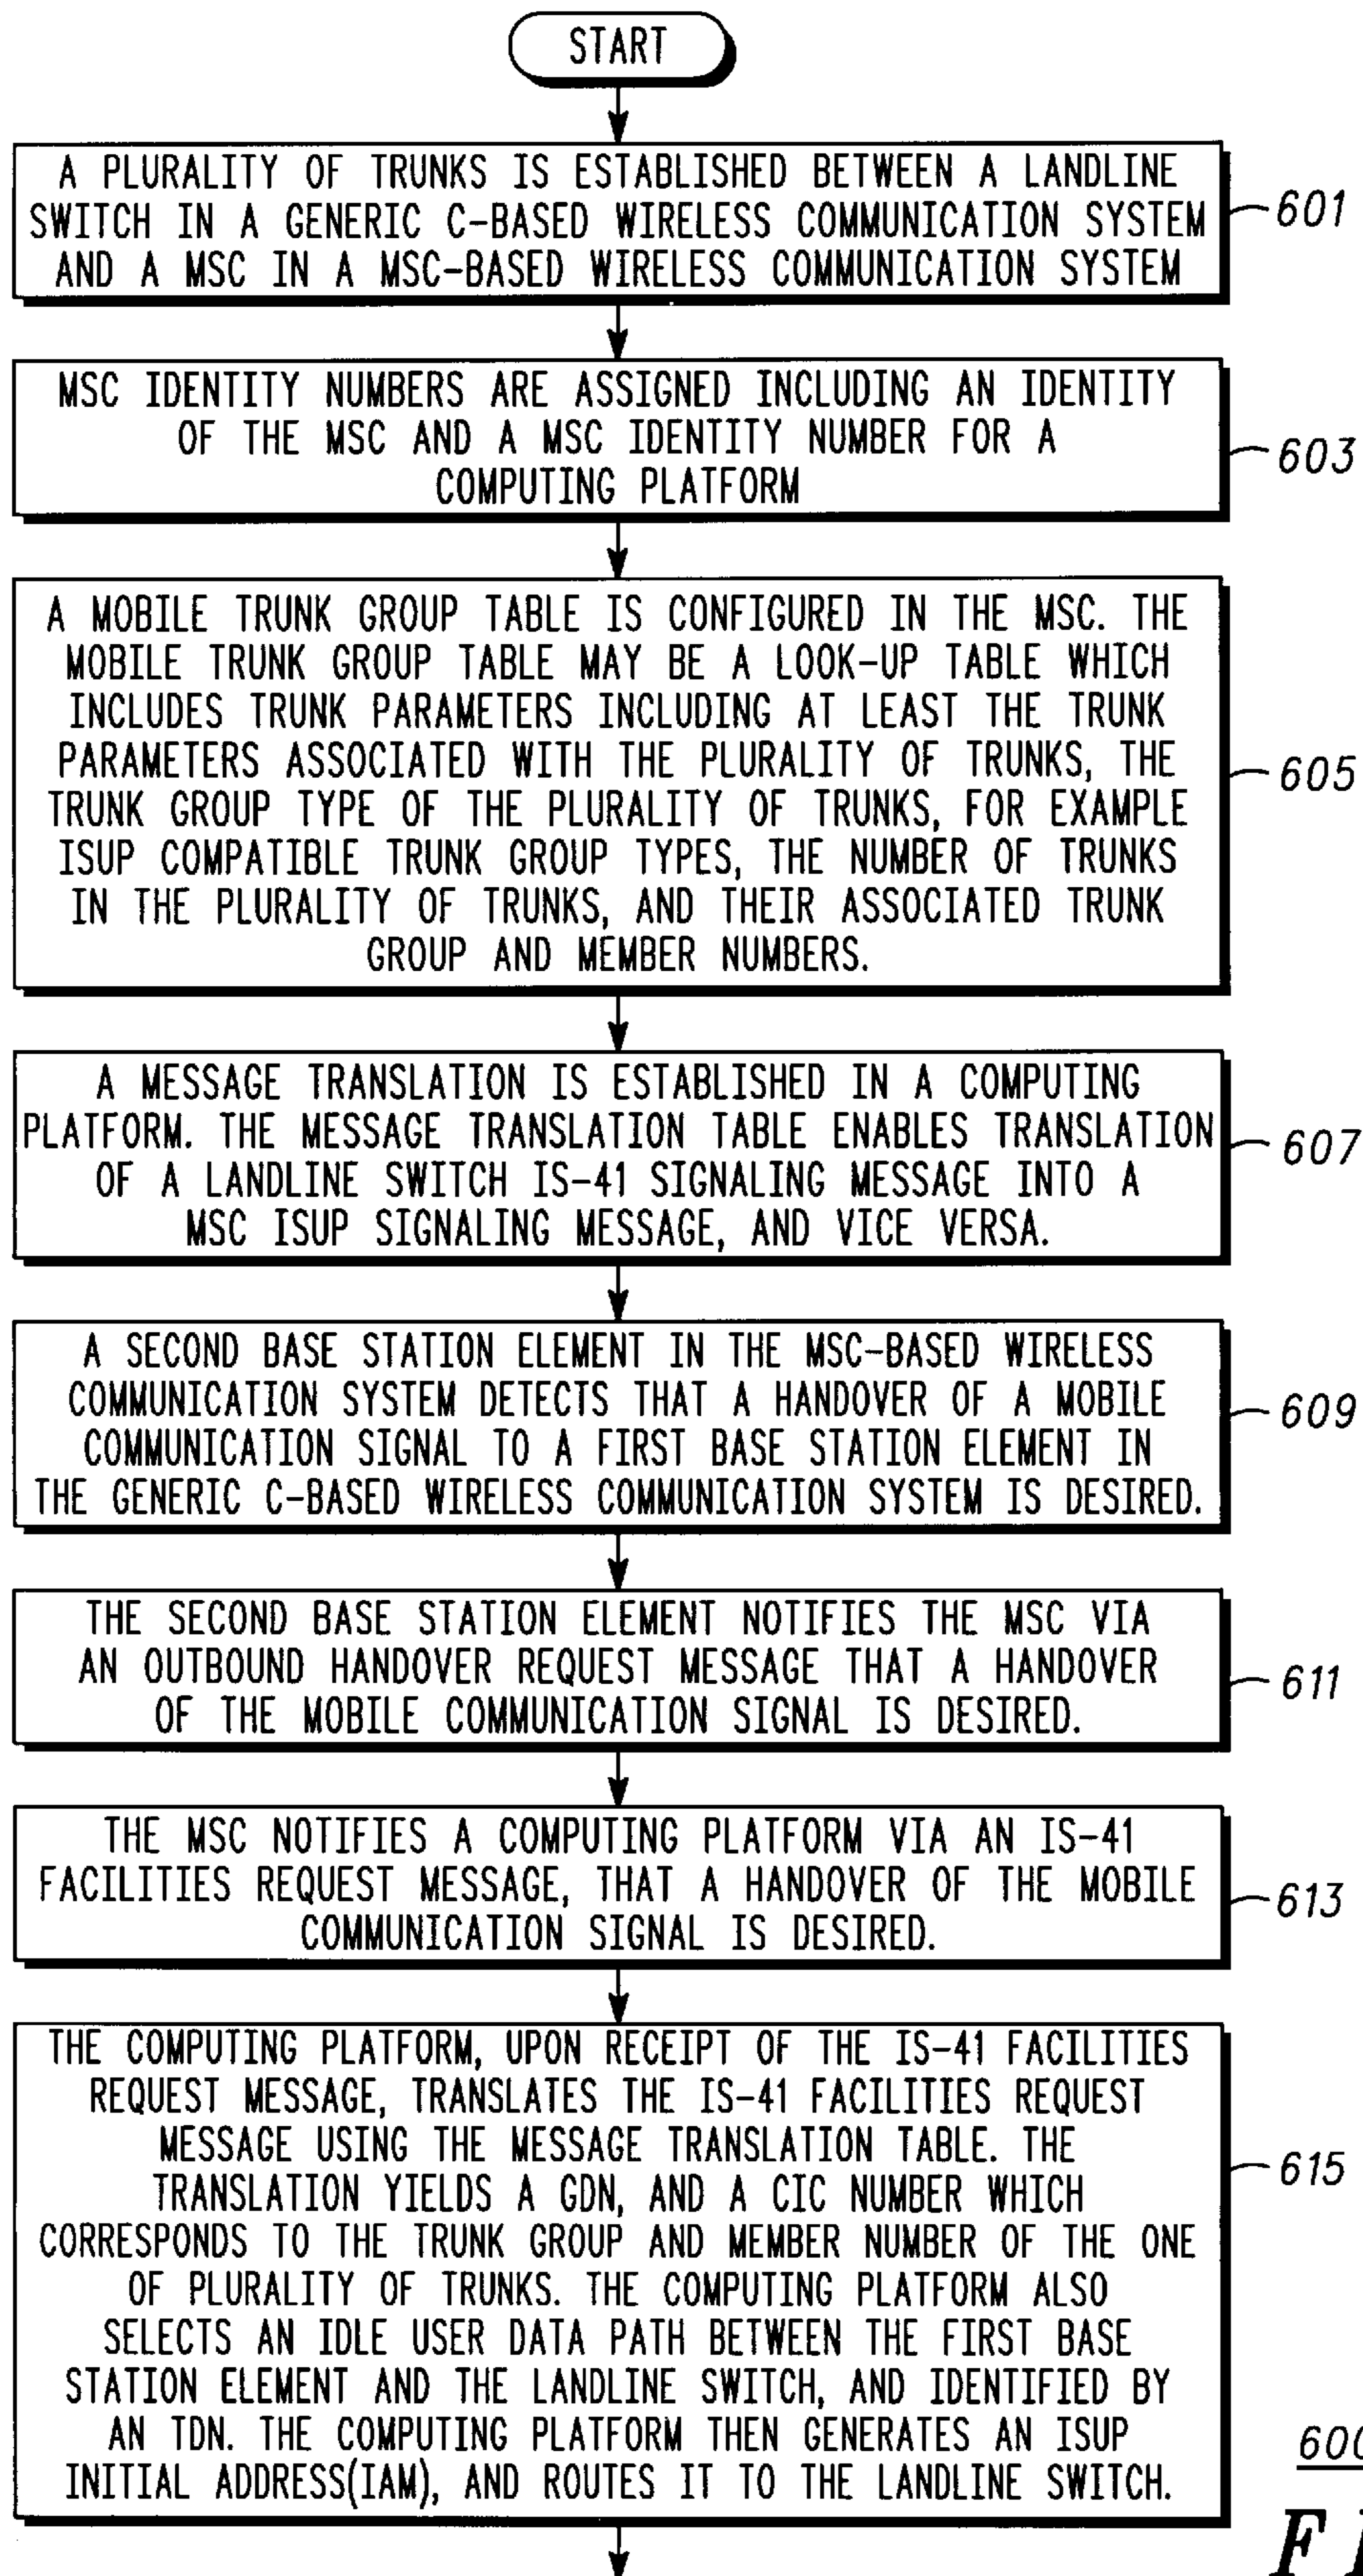 START
A PLURALITY OF TRUNKS IS ESTABLISHED BETWEEN A LANDLINE
SWITCH IN A GENERIC C-BASED WIRELESS COMMUNICATION SYSTEM
AND A MSC IN A MSC-BASED WIRELESS COMMUNICATION SYSTEM
601
MSC IDENTITY NUMBERS ARE ASSIGNED INCLUDING AN IDENTITY
OF THE MSC AND A MSC IDENTITY NUMBER FOR A
COMPUTING PLATFORM
603
A MOBILE TRUNK GROUP TABLE IS CONFIGURED IN THE MSC. THE
MOBILE TRUNK GROUP TABLE MAY BE A LOOK-UP TABLE WHICH
INCLUDES TRUNK PARAMETERS INCLUDING AT LEAST THE TRUNK
PARAMETERS ASSOCIATED WITH THE PLURALITY OF TRUNKS, THE
TRUNK GROUP TYPE OF THE PLURALITY OF TRUNKS, FOR EXAMPLE
ISUP COMPATIBLE TRUNK GROUP TYPES, THE NUMBER OF TRUNKS
IN THE PLURALITY OF TRUNKS, AND THEIR ASSOCIATED TRUNK
GROUP AND MEMBER NUMBERS.
605
A MESSAGE TRANSLATION IS ESTABLISHED IN A COMPUTING
PLATFORM. THE MESSAGE TRANSLATION TABLE ENABLES TRANSLATION
OF A LANDLINE SWITCH IS-41 SIGNALING MESSAGE INTO A
MSC ISUP SIGNALING MESSAGE, AND VICE VERSA.
607
A SECOND BASE STATION ELEMENT IN THE MSC-BASED WIRELESS
COMMUNICATION SYSTEM DETECTS THAT A HANDOVER OF A MOBILE
COMMUNICATION SIGNAL TO A FIRST BASE STATION ELEMENT IN
THE GENERIC C-BASED WIRELESS COMMUNICATION SYSTEM IS DESIRED.
609
THE SECOND BASE STATION ELEMENT NOTIFIES THE MSC VIA
AN OUTBOUND HANDOVER REQUEST MESSAGE THAT A HANDOVER
OF THE MOBILE COMMUNICATION SIGNAL IS DESIRED.
611
THE MSC NOTIFIES A COMPUTING PLATFORM VIA AN IS-41
FACILITIES REQUEST MESSAGE, THAT A HANDOVER OF THE MOBILE
COMMUNICATION SIGNAL IS DESIRED.
613
THE COMPUTING PLATFORM, UPON RECEIPT OF THE IS-41 FACILITIES
REQUEST MESSAGE, TRANSLATES THE IS-41 FACILITIES REQUEST
MESSAGE USING THE MESSAGE TRANSLATION TABLE. THE
TRANSLATION YIELDS A GDN, AND A CIC NUMBER WHICH
CORRESPONDS TO THE TRUNK GROUP AND MEMBER NUMBER OF THE ONE
OF PLURALITY OF TRUNKS. THE COMPUTING PLATFORM ALSO
SELECTS AN IDLE USER DATA PATH BETWEEN THE FIRST BASE
STATION ELEMENT AND THE LANDLINE SWITCH, AND IDENTIFIED BY
AN TDN. THE COMPUTING PLATFORM THEN GENERATES AN ISUP
INITIAL ADDRESS(IAM), AND ROUTES IT TO THE LANDLINE SWITCH.
615
600